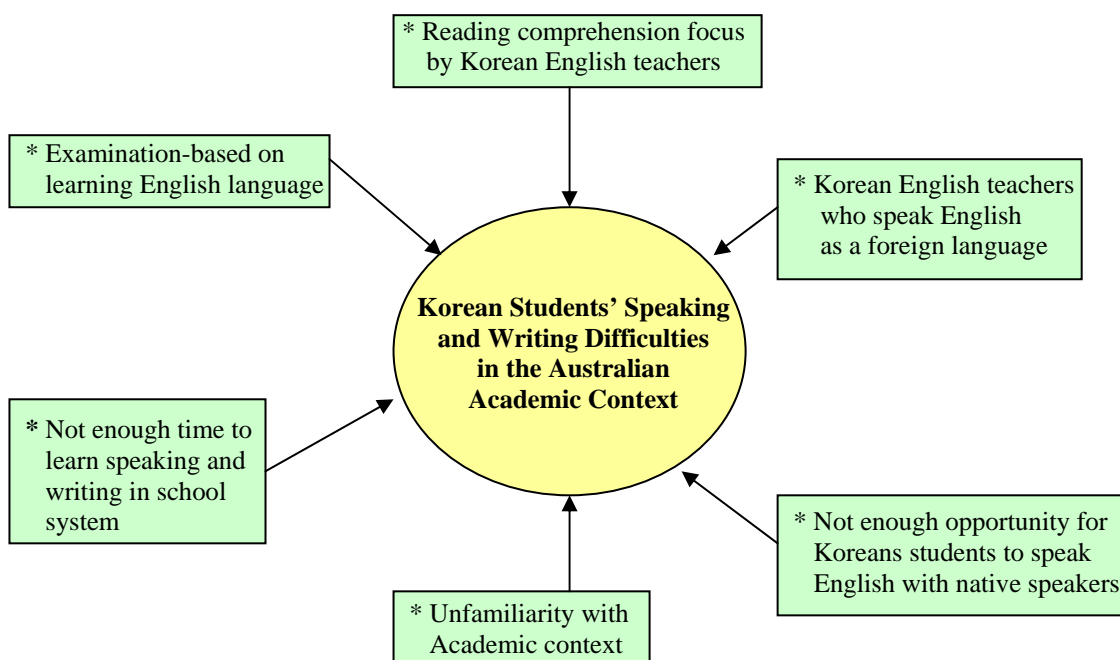 * Reading comprehension focus
by Korean English teachers
* Examination-based on
learning English language
* Korean English teachers
who speak English
as a foreign language
Korean Students’ Speaking
and Writing Difficulties
in the Australian
Academic Context
* Not enough time to
learn speaking and
writing in school
system
* Not enough opportunity for
Koreans students to speak
English with native speakers
* Unfamiliarity with
Academic context